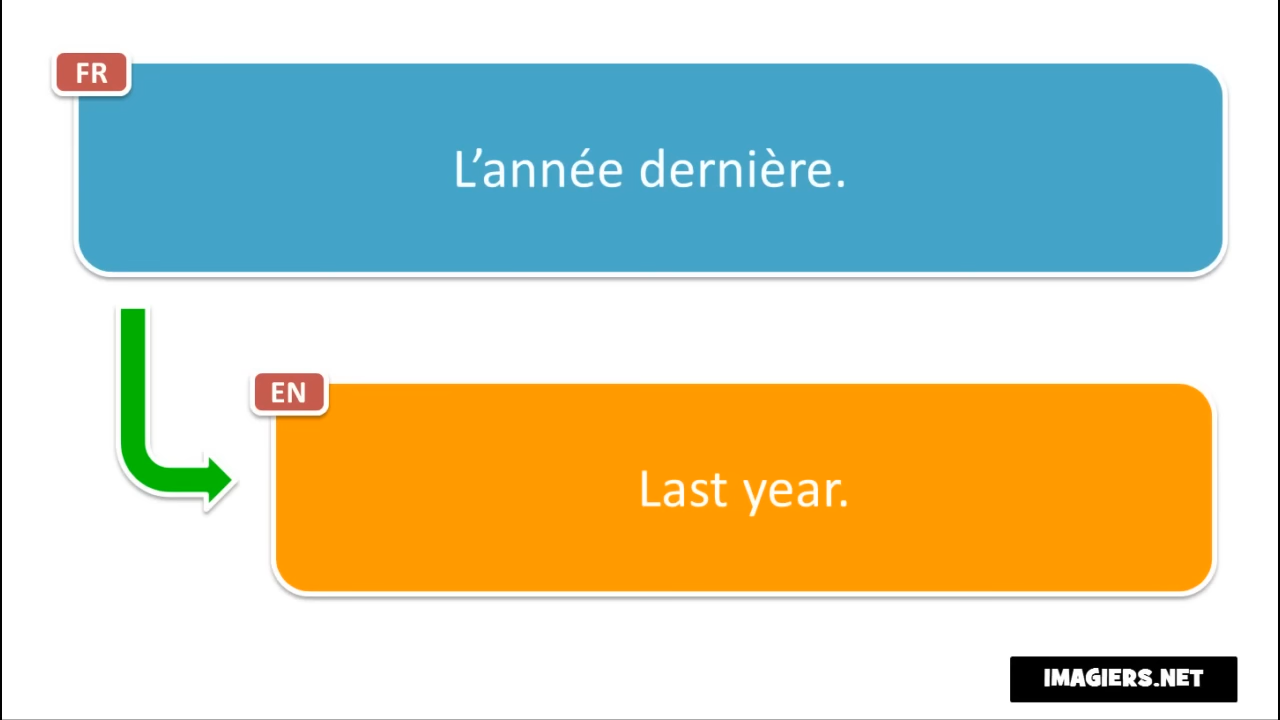 FR
L’année dernière.
EN
Last year.
IMAGIERS.NET